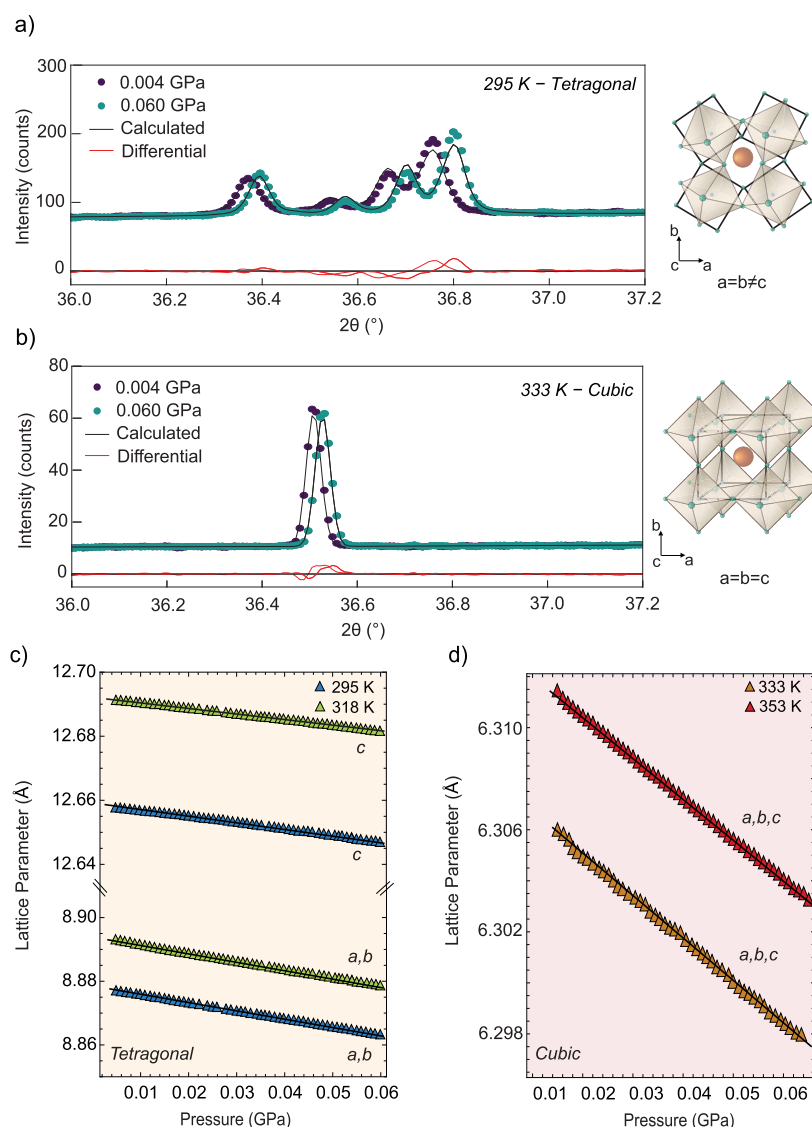 a)
300
200
100
0
Intensity (counts)
0.004 GPa
0.060 GPa
Calculated
Differential
295 K – Tetragonal
36.0 36.2 36.4 36.6 36.8 37.0 37.2
2θ (°)
b
c a
a=b≠c
b)
80
60
40
20
0
Intensity (counts)
0.004 GPa
0.060 GPa
Calculated
Differential
333 K – Cubic
36.0 36.2 36.4 36.6 36.8 37.0 37.2
2θ (°)
b
c a
a=b=c
c)
12.70
12.68
12.66
12.64
8.90
8.88
8.86
Lattice Parameter (Å)
295 K
318 K
c
c
a,b
a,b
Tetragonal
0.01 0.02 0.03 0.04 0.05 0.06
Pressure (GPa)
d)
6.310
6.306
6.302
6.298
Lattice Parameter (Å)
333 K
353 K
a,b,c
a,b,c
Cubic
0.01 0.02 0.03 0.04 0.05 0.06
Pressure (GPa)